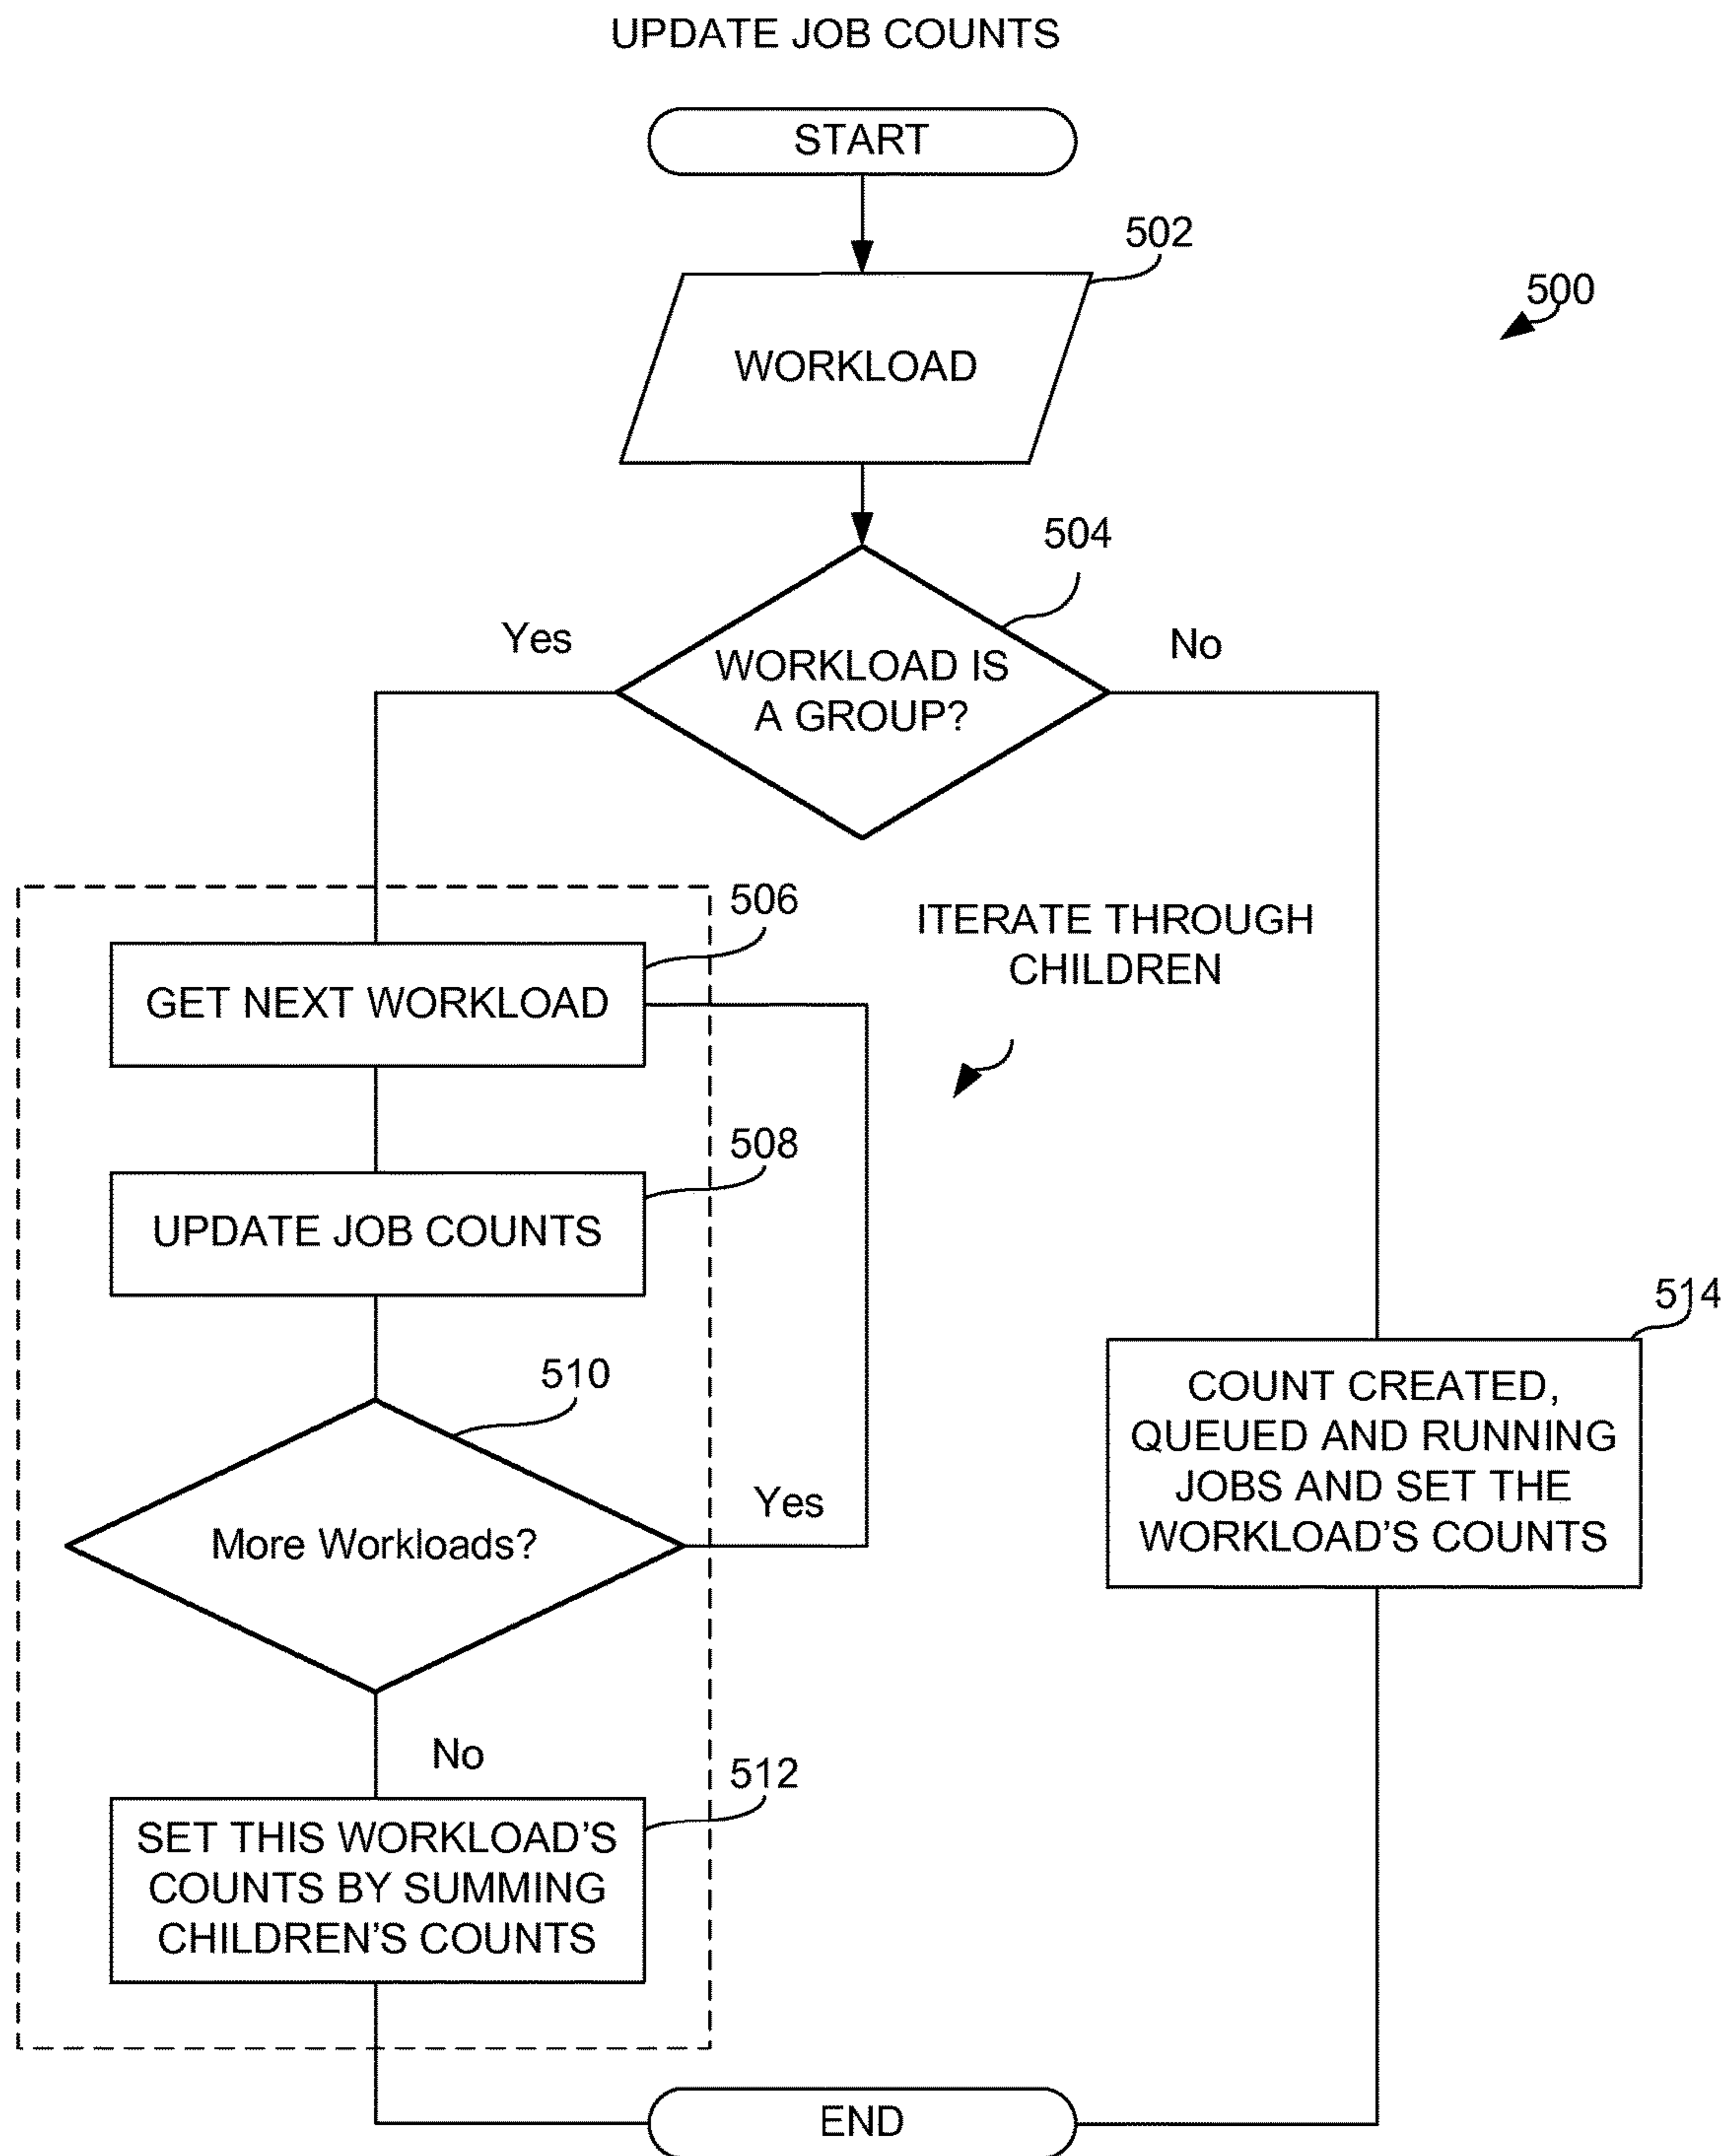 UPDATE JOB COUNTS
START
502
500
WORKLOAD
504
Yes
No
WORKLOAD IS
A GROUP?
506
ITERATE THROUGH
CHILDREN
GET NEXT WORKLOAD
508
UPDATE JOB COUNTS
514
510
COUNT CREATED,
QUEUED AND RUNNING
JOBS AND SET THE
WORKLOAD'S COUNTS
Yes
More Workloads?
No
512
SET THIS WORKLOAD'S
COUNTS BY SUMMING
CHILDREN'S COUNTS
END